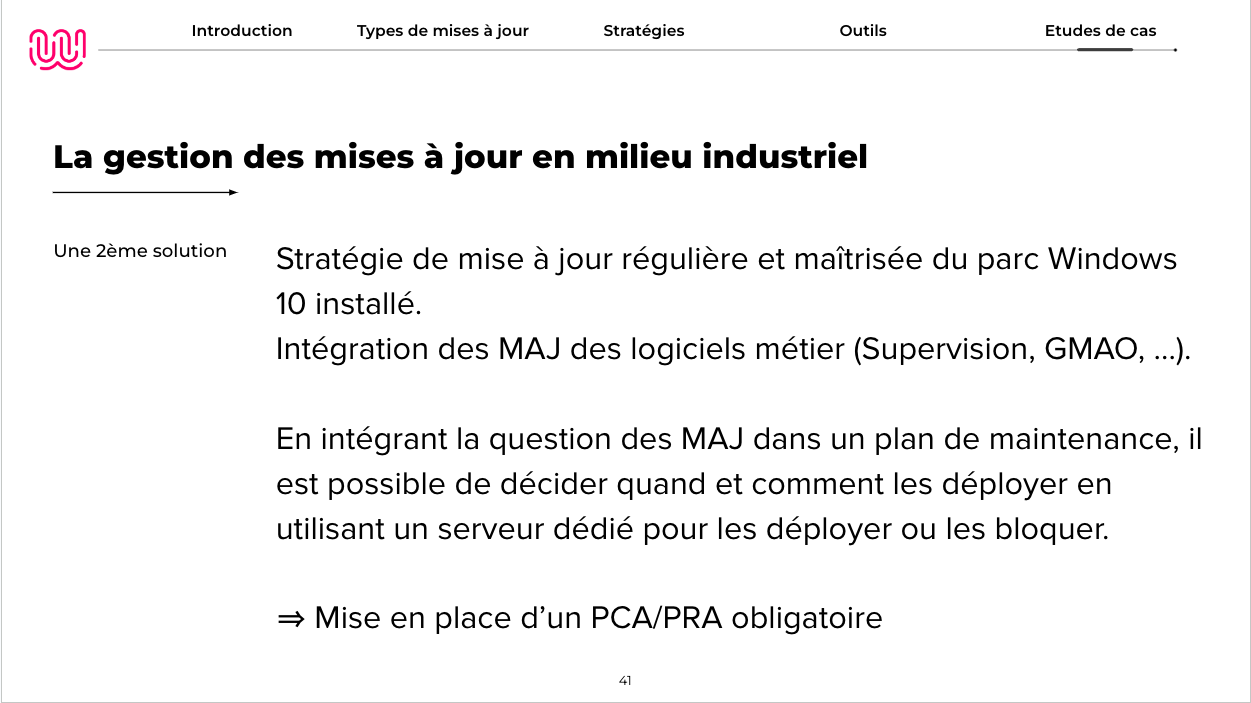 Introduction
Types de mises à jour
Stratégies
Outils
Etudes de cas
La gestion des mises à jour en milieu industriel
Une 2ème solution
Stratégie de mise à jour régulière et maîtrisée du parc Windows
10 installé.
Intégration des MAJ des logiciels métier (Supervision, GMAO, ...).
En intégrant la question des MAJ dans un plan de maintenance, il
est possible de décider quand et comment les déployer en
utilisant un serveur dédié pour les déployer ou les bloquer.
⇒ Mise en place d’un PCA/PRA obligatoire
41